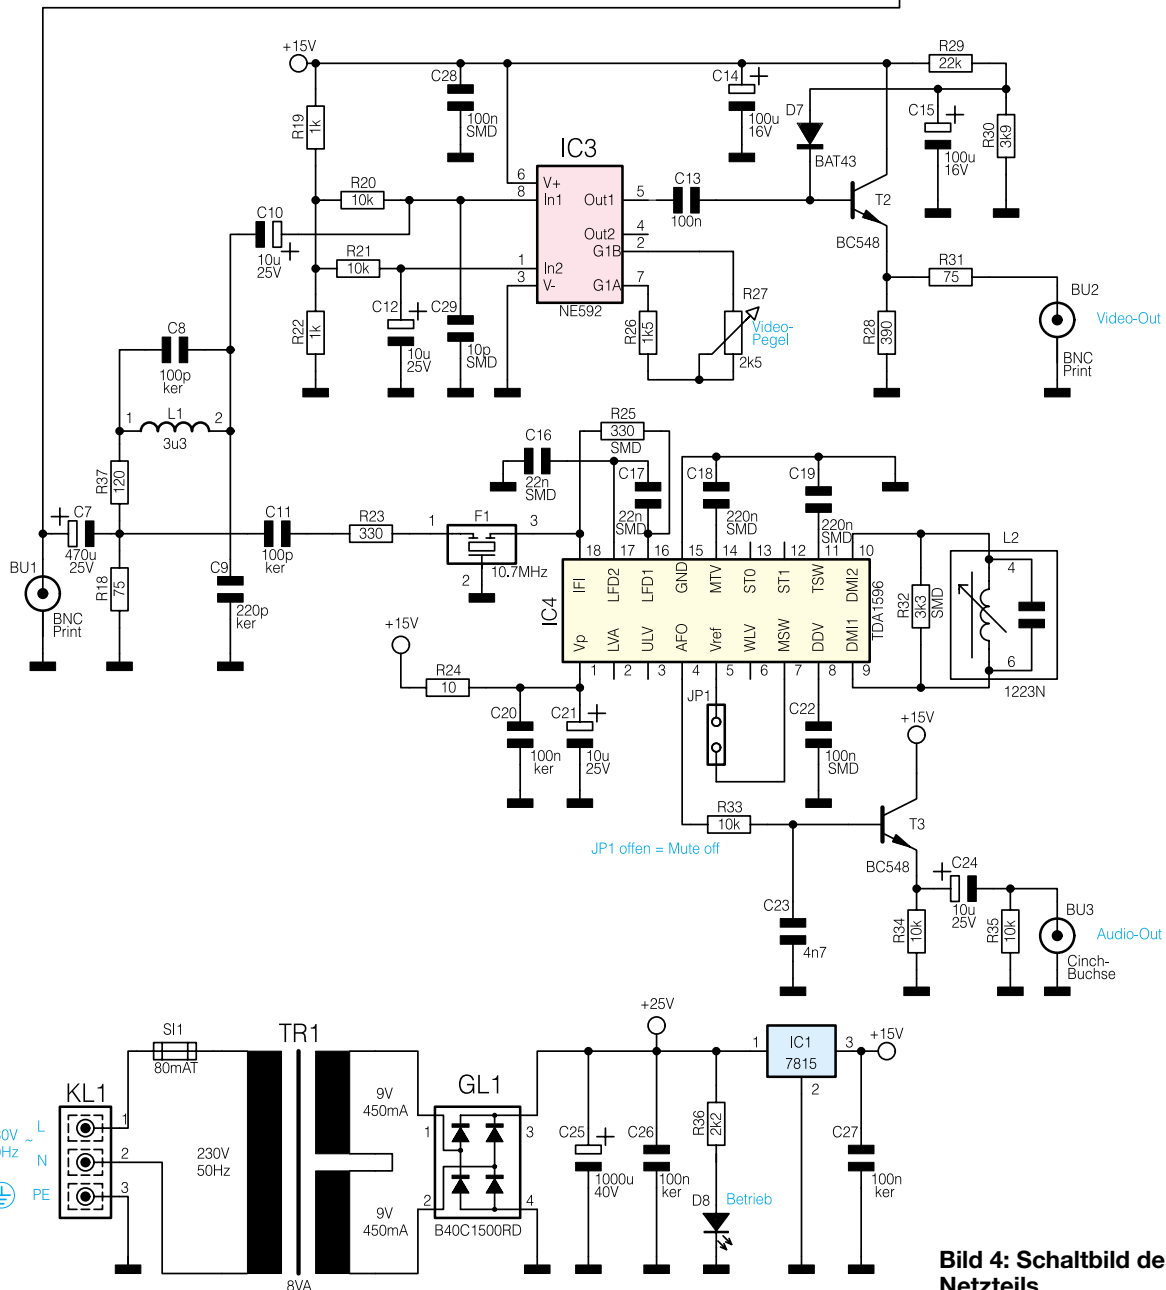 +15V
C28
100n
SMD
C14
+
100u
16V
R29
22k
D7
BAT43
C15
+
100u
16V
R30
3k9
R19
1k
IC3
R20
10k
6
V+
8
In1
Out1
5
C13
100n
T2
BC548
C10
10u
25V
+
Out2
4
G1B
2
R21
10k
1
In2
3
V-
G1A
7
NE592
R31
75
BU2
Video-Out
BNC
Print
R22
1k
C12
+
10u
25V
C29
10p
SMD
R26
1k5
R27
Video-
Pegel
2k5
R28
390
C8
100p
ker
1
L1
2
3u3
R37
120
C16
22n
SMD
R25
330
SMD
C17
22n
SMD
C18
220n
SMD
C19
220n
SMD
+
C7
470u
25V
C11
100p
ker
R23
330
1
F1
3
2
10.7MHz
18
17
16
15
14
13
12
11
10
L2
4
6
1223N
BU1
BNC
Print
R18
75
C9
220p
ker
IC4
IFI
LFD2
LFD1
GND
MTV
ST0
ST1
TSW
DMI2
Vp
LVA
ULV
AFO
Vref
WLV
MSW
DDV
DMI1
TDA1596
R32
3k3
SMD
1
2
3
4
5
6
7
8
9
+15V
R24
10
C20
100n
ker
C21
+
10u
25V
JP1
C22
100n
SMD
+15V
R33
10k
T3
BC548
JP1 offen = Mute off
C23
4n7
+
C24
10u
25V
R34
10k
R35
10k
BU3
Audio-Out
Cinch-
Buchse
SI1
80mAT
TR1
+25V
IC1
7815
1
3
2
+15V
KL1
L
N
PE
1
2
3
230V
50Hz
9V
450mA
9V
450mA
8VA
GL1
1
2
3
4
B40C1500RD
C25
+
1000u
40V
C26
100n
ker
R36
2k2
D8
Betrieb
C27
100n
ker
0V ~
Hz
Bild 4: Schaltbild de
Netzteils